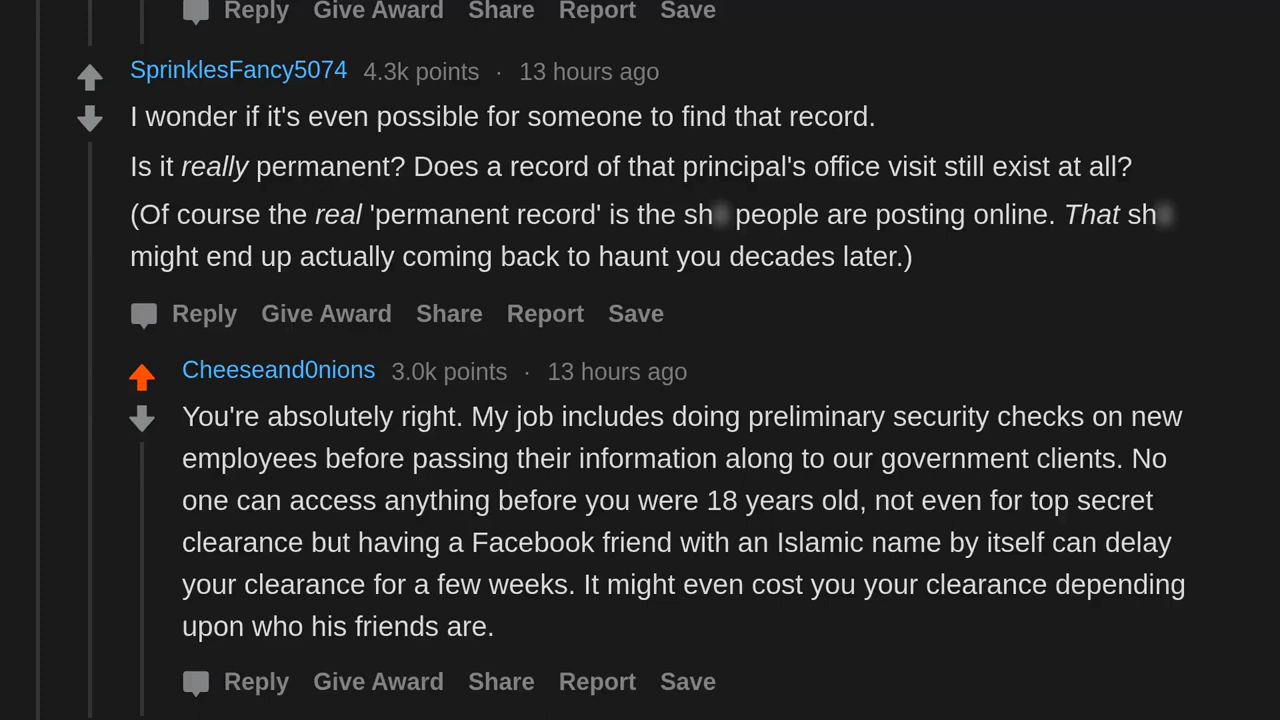 Reply Give Award Share Report Save
SprinklesFancy5074 4.3k points · 13 hours ago
I wonder if it's even possible for someone to find that record.
Is it really permanent? Does a record of that principal's office visit still exist at all?
(Of course the real 'permanent record' is the sh people are posting online. That sh
might end up actually coming back to haunt you decades later.)
Reply Give Award Share Report Save
Cheeseand0nions 3.0k points · 13 hours ago
You're absolutely right. My job includes doing preliminary security checks on new
employees before passing their information along to our government clients. No
one can access anything before you were 18 years old, not even for top secret
clearance but having a Facebook friend with an Islamic name by itself can delay
your clearance for a few weeks. It might even cost you your clearance depending
upon who his friends are.
Reply Give Award Share Report Save